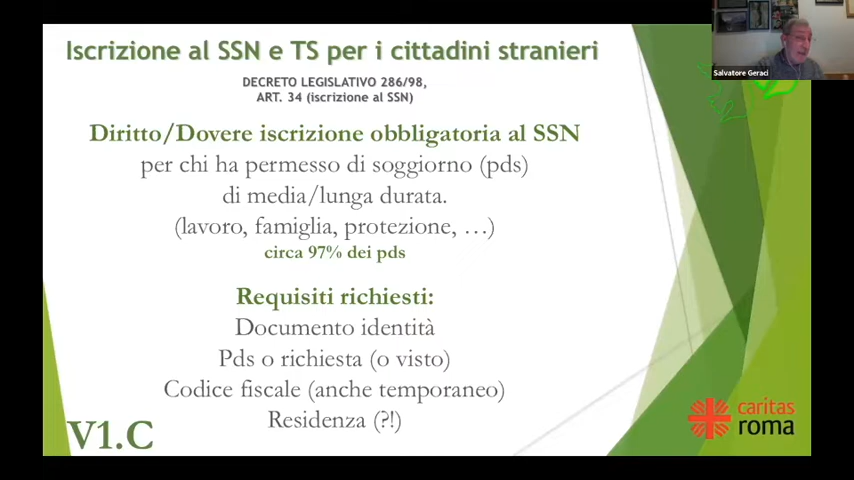 Iscrizione al SSN e TS per i cittadini stranieri
DECRETO LEGISLATIVO 286/98,
ART. 34 (iscrizione al SSN)
Diritto/Dovere iscrizione obbligatoria al SSN
per chi ha permesso di soggiorno (pds)
di media/lunga durata.
(lavoro, famiglia, protezione, …)
circa 97% dei pds
Requisiti richiesti:
Documento identità
Pds o richiesta (o visto)
Codice fiscale (anche temporaneo)
Residenza (?!)
V1.C
caritas
roma
Salvatore Geraci